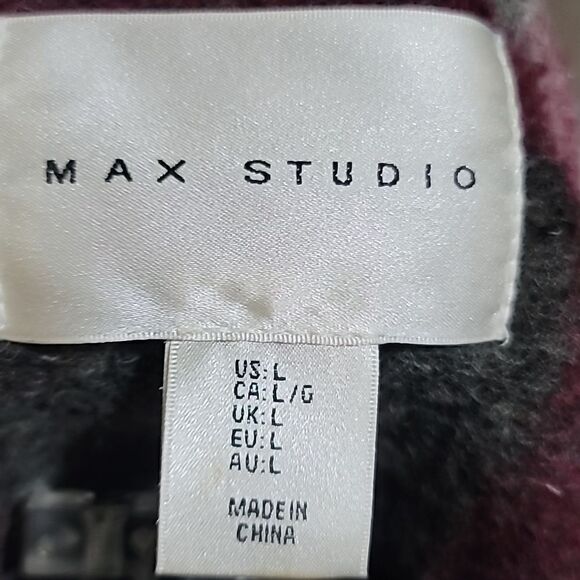 MAX STUDIO
US:L
CA:L/G
UK:L
EU:L
AU:L
MADE IN
CHINA